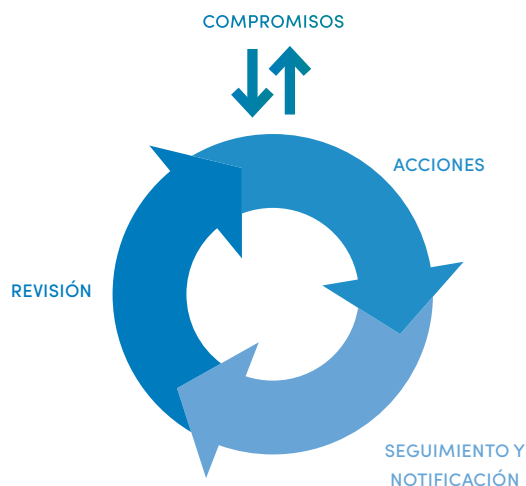 COMPROMISOS
ACCIONES
REVISIÓN
SEGUIMIENTO Y
NOTIFICACIÓN